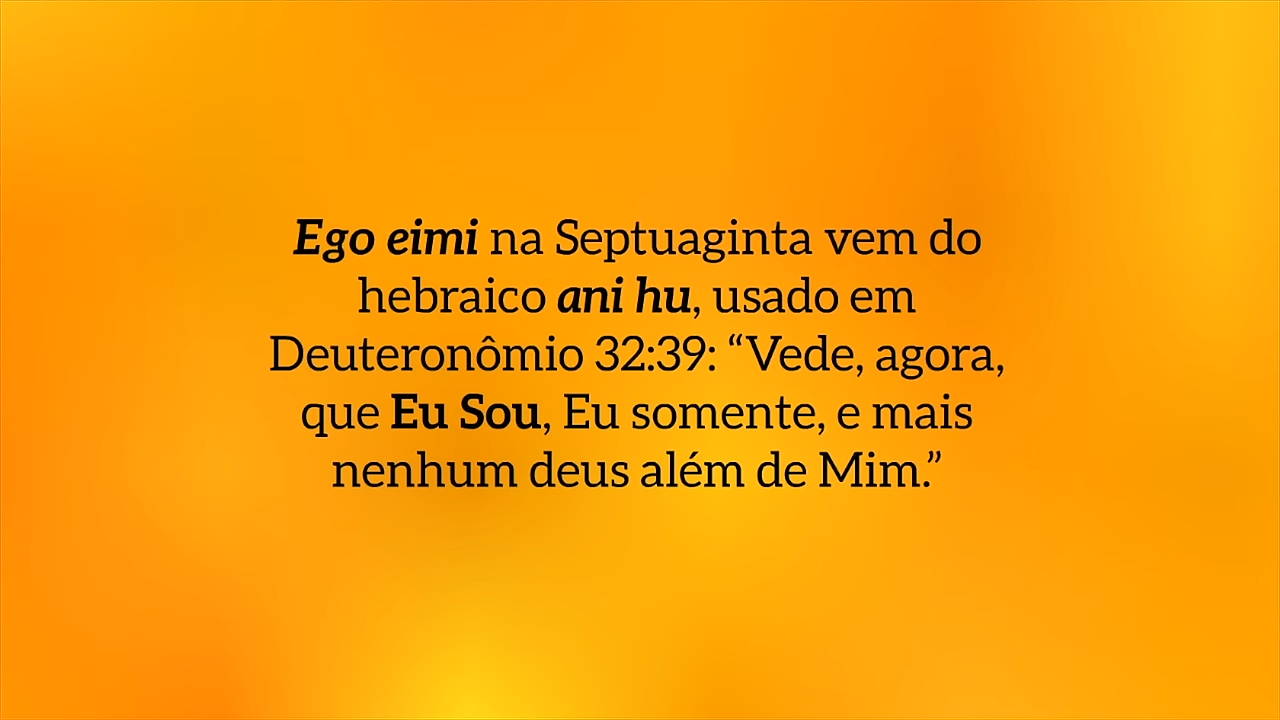 Ego eimi na Septuaginta vem do
hebraico ani hu, usado em
Deuteronômio 32:39: “Vede, agora,
que Eu Sou, Eu somente, e mais
nenhum deus além de Mim.”